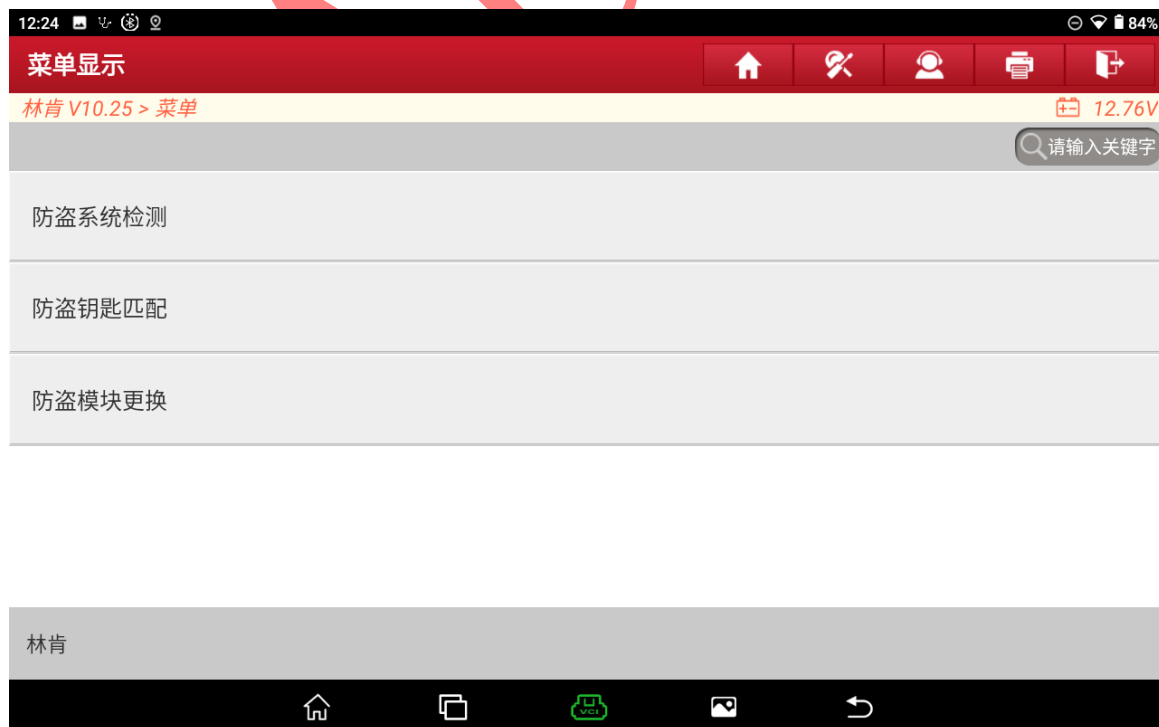 12:24 84%
菜单显示
林肯 V10.25 > 菜单 12.76V
请输入关键字
防盗系统检测
防盗钥匙匹配
防盗模块更换
林肯
VCI